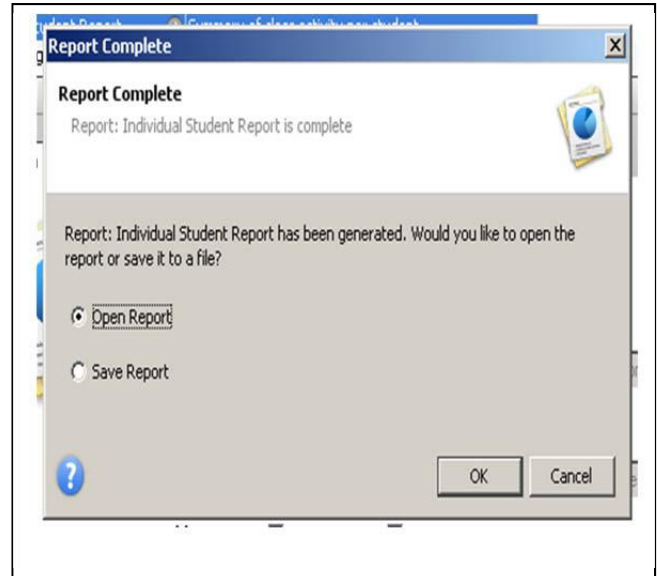 Report Complete
Report Complete
Report: Individual Student Report is complete
Report: Individual Student Report has been generated. Would you like to open the
report or save it to a file?
Open Report
Save Report
OK Cancel